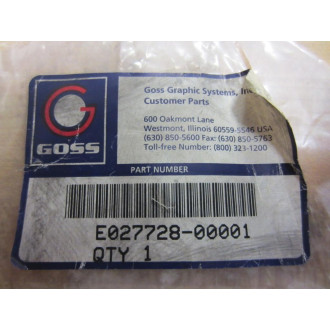 GOSS
Goss Graphic Systems, Inc
Customer Parts
600 Oakmont Lane
Westmont, Illinois 60559-5546 USA
(630) 850-5600 Fax: (630) 850-5763
Toll-free Number: (800) 323-1200
PART NUMBER
E027728-00001
QTY 1